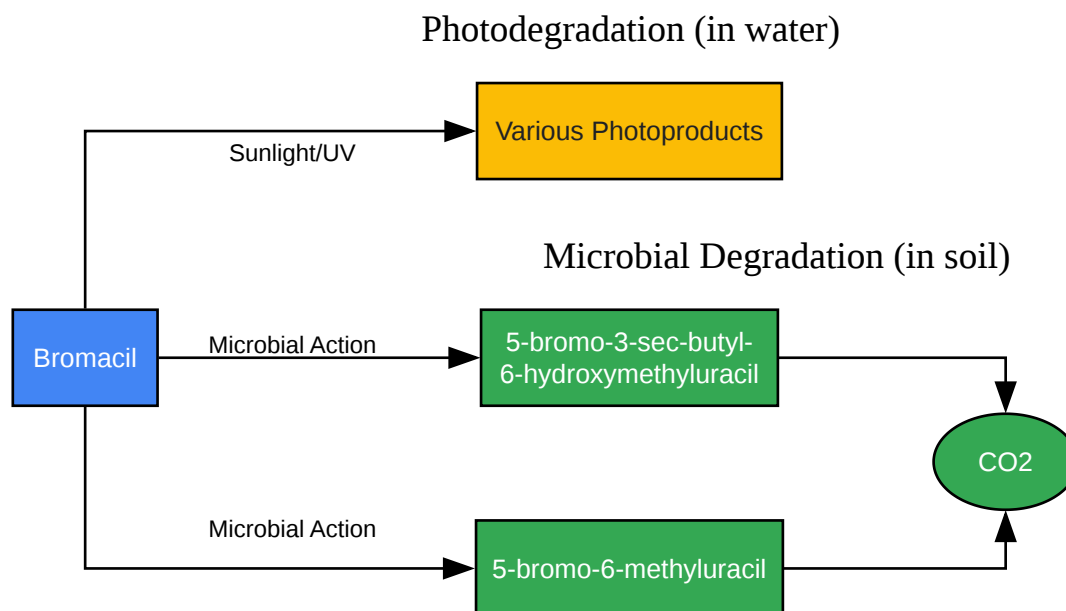 Photodegradation (in water)
Various Photoproducts
Sunlight/UV
Microbial Degradation (in soil)
Bromacil
Microbial Action
5-bromo-3-sec-butyl-
6-hydroxymethyluracil
CO2
Microbial Action
5-bromo-6-methyluracil